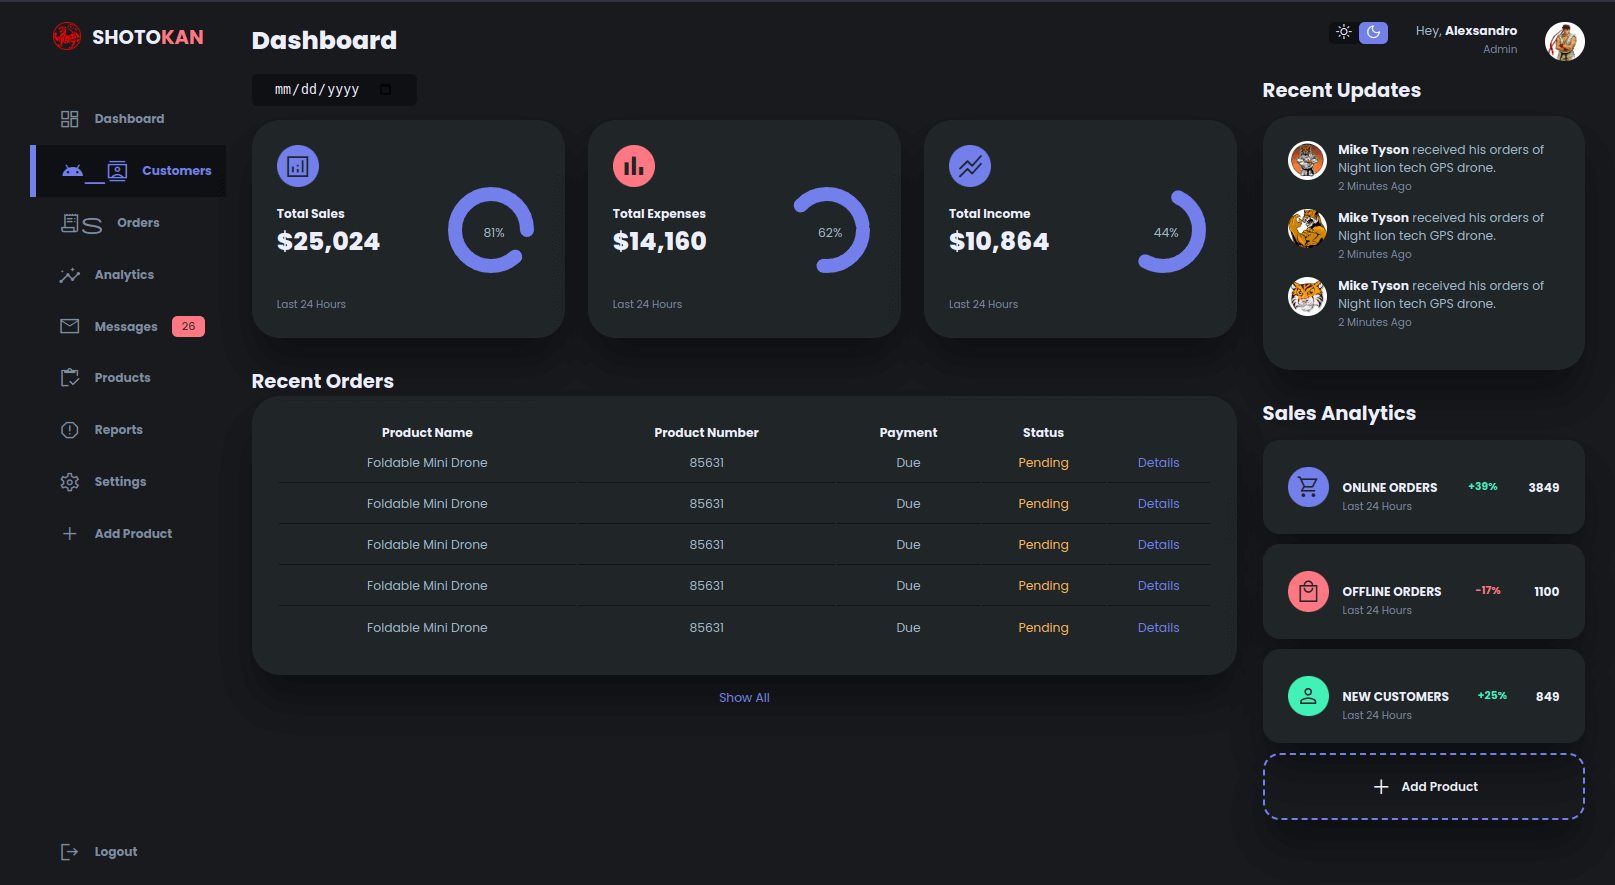 SHOTOKAN
Dashboard
Customers
Orders
Analytics
Messages 26
Products
Reports
Settings
Add Product
Logout
Dashboard
mm/dd/yyyy
Total Sales
$25,024
81%
Last 24 Hours
Total Expenses
$14,160
62%
Last 24 Hours
Total Income
$10,864
44%
Last 24 Hours
Recent Orders
Product Name Product Number Payment Status
Foldable Mini Drone 85631 Due Pending Details
Foldable Mini Drone 85631 Due Pending Details
Foldable Mini Drone 85631 Due Pending Details
Foldable Mini Drone 85631 Due Pending Details
Foldable Mini Drone 85631 Due Pending Details
Show All
Hey, Alexsandro
Admin
Recent Updates
Mike Tyson received his orders of
Night lion tech GPS drone.
2 Minutes Ago
Mike Tyson received his orders of
Night lion tech GPS drone.
2 Minutes Ago
Mike Tyson received his orders of
Night lion tech GPS drone.
2 Minutes Ago
Sales Analytics
ONLINE ORDERS +39% 3849
Last 24 Hours
OFFLINE ORDERS -17% 1100
Last 24 Hours
NEW CUSTOMERS +25% 849
Last 24 Hours
Add Product